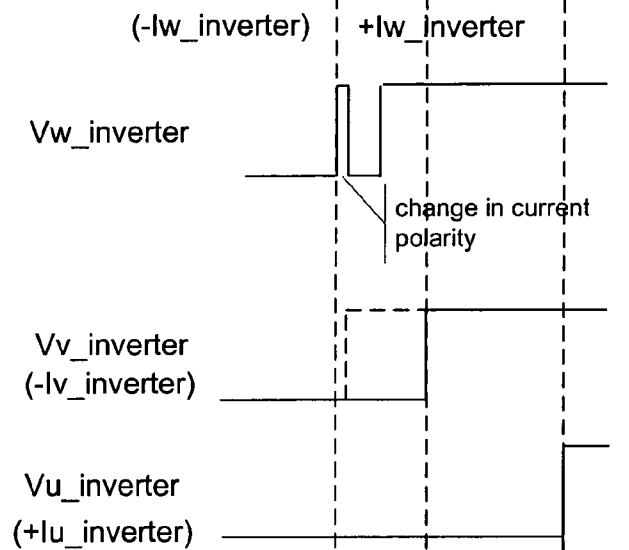 (-Iw_inverter) +Iw_inverter
Vw_inverter
change in current
polarity
Vv_inverter
(-Iv_inverter)
Vu_inverter
(+Iu_inverter)